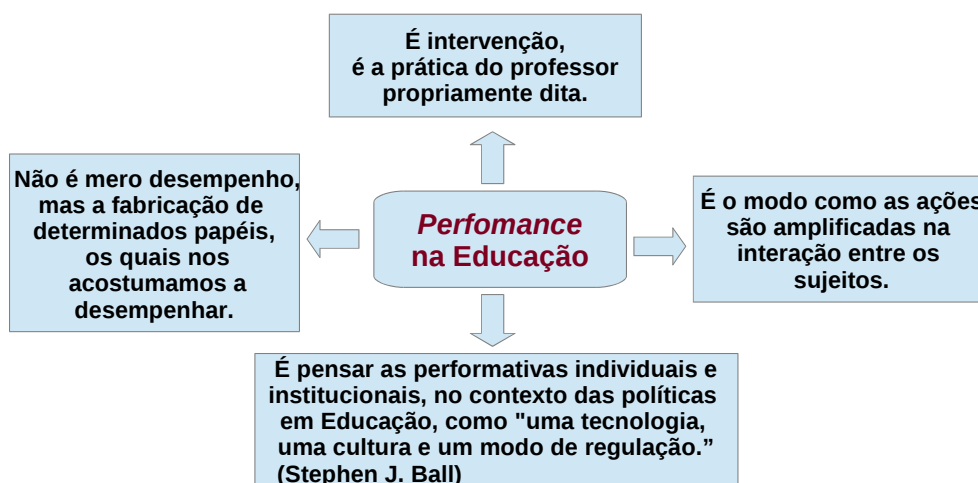 É intervenção,
é a prática do professor
propriamente dita.
Não é mero desempenho,
mas a fabricação de
determinados papéis,
os quais nos
acostumamos a
desempenhar.
Perfomance
na Educação
É o modo como as ações
são amplificadas na
interação entre os
sujeitos.
É pensar as performativas individuais e
institucionais, no contexto das políticas
em Educação, como "uma tecnologia,
uma cultura e um modo de regulação.”
(Stephen J. Ball)